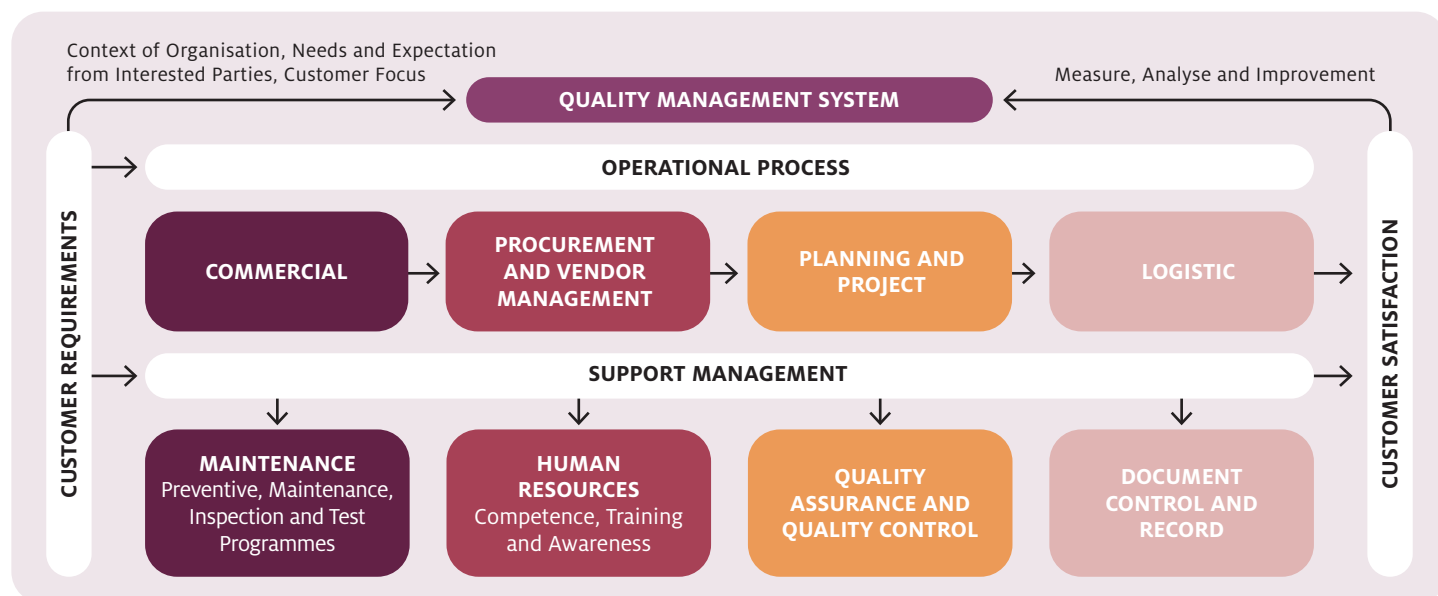 Context of Organisation, Needs and Expectation
from Interested Parties, Customer Focus
Measure, Analyse and Improvement
QUALITY MANAGEMENT SYSTEM
CUSTOMER REQUIREMENTS
OPERATIONAL PROCESS
COMMERCIAL
PROCUREMENT
AND VENDOR
MANAGEMENT
PLANNING AND
PROJECT
LOGISTIC
SUPPORT MANAGEMENT
MAINTENANCE
Preventive, Maintenance,
Inspection and Test
Programmes
HUMAN
RESOURCES
Competence, Training
and Awareness
QUALITY
ASSURANCE AND
QUALITY CONTROL
DOCUMENT
CONTROL AND
RECORD
CUSTOMER SATISFACTION